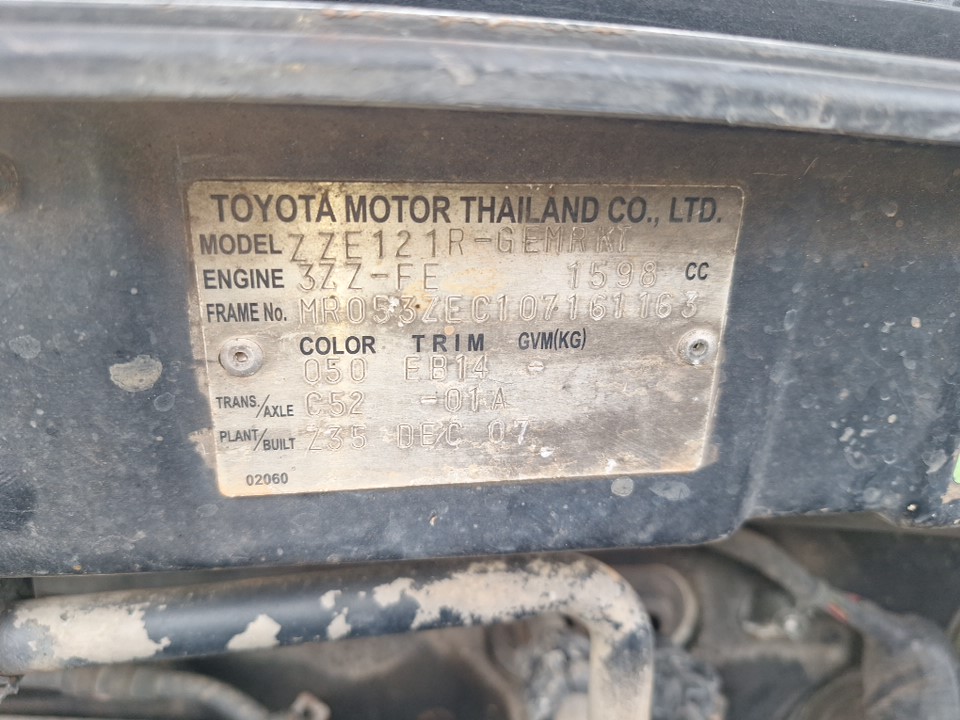 TOYOTA MOTOR THAILAND CO., LTD.
MODEL ZZE121R-GEMRKT
ENGINE 3ZZ-FE 1598 CC
FRAME No. MR053ZEC107161163
COLOR TRIM GVM(KG)
050 EB14 -
TRANS./AXLE C52 -01A
PLANT/BUILT Z35 DEC 07
02060